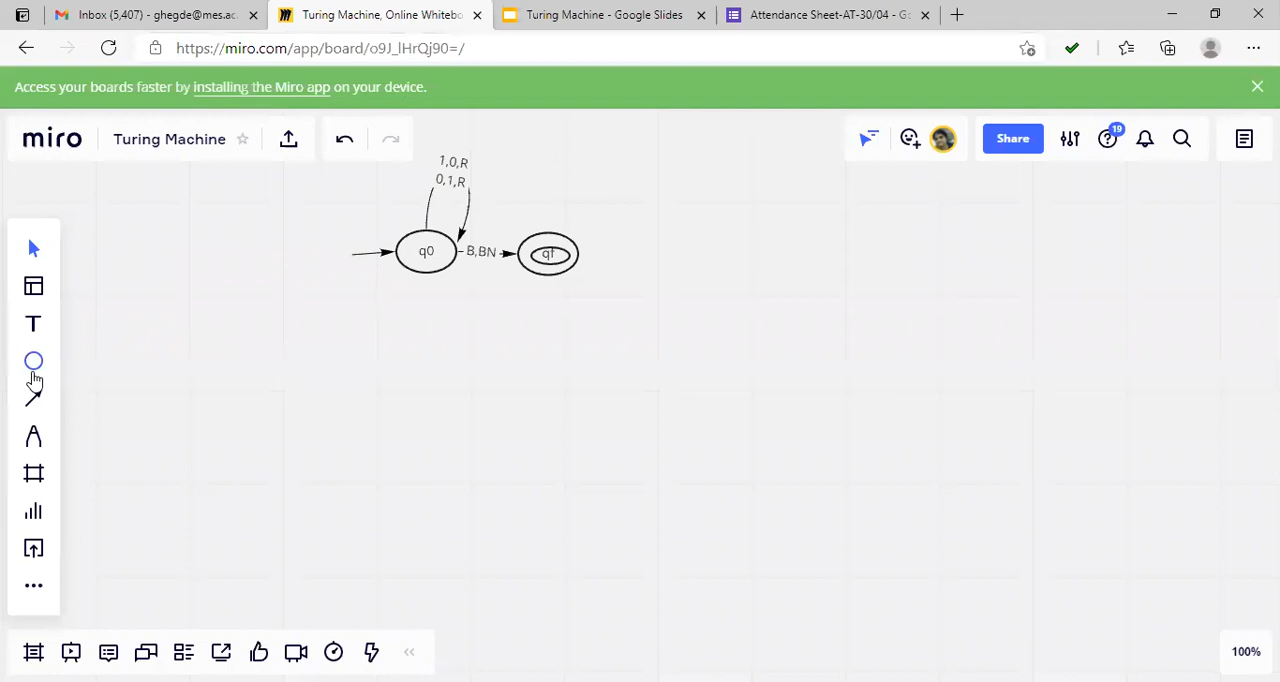 Inbox (5,407) - ghegde@mes.ac.
Turing Machine, Online Whitebo
Turing Machine - Google Slides
Attendance Sheet-AT-30/04 - Go
https://miro.com/app/board/o9J_lHrQj90=/
Access your boards faster by installing the Miro app on your device.
miro
Turing Machine
Share
19
1,0,R
0,1,R
q0
B,BN
qf
T
100%